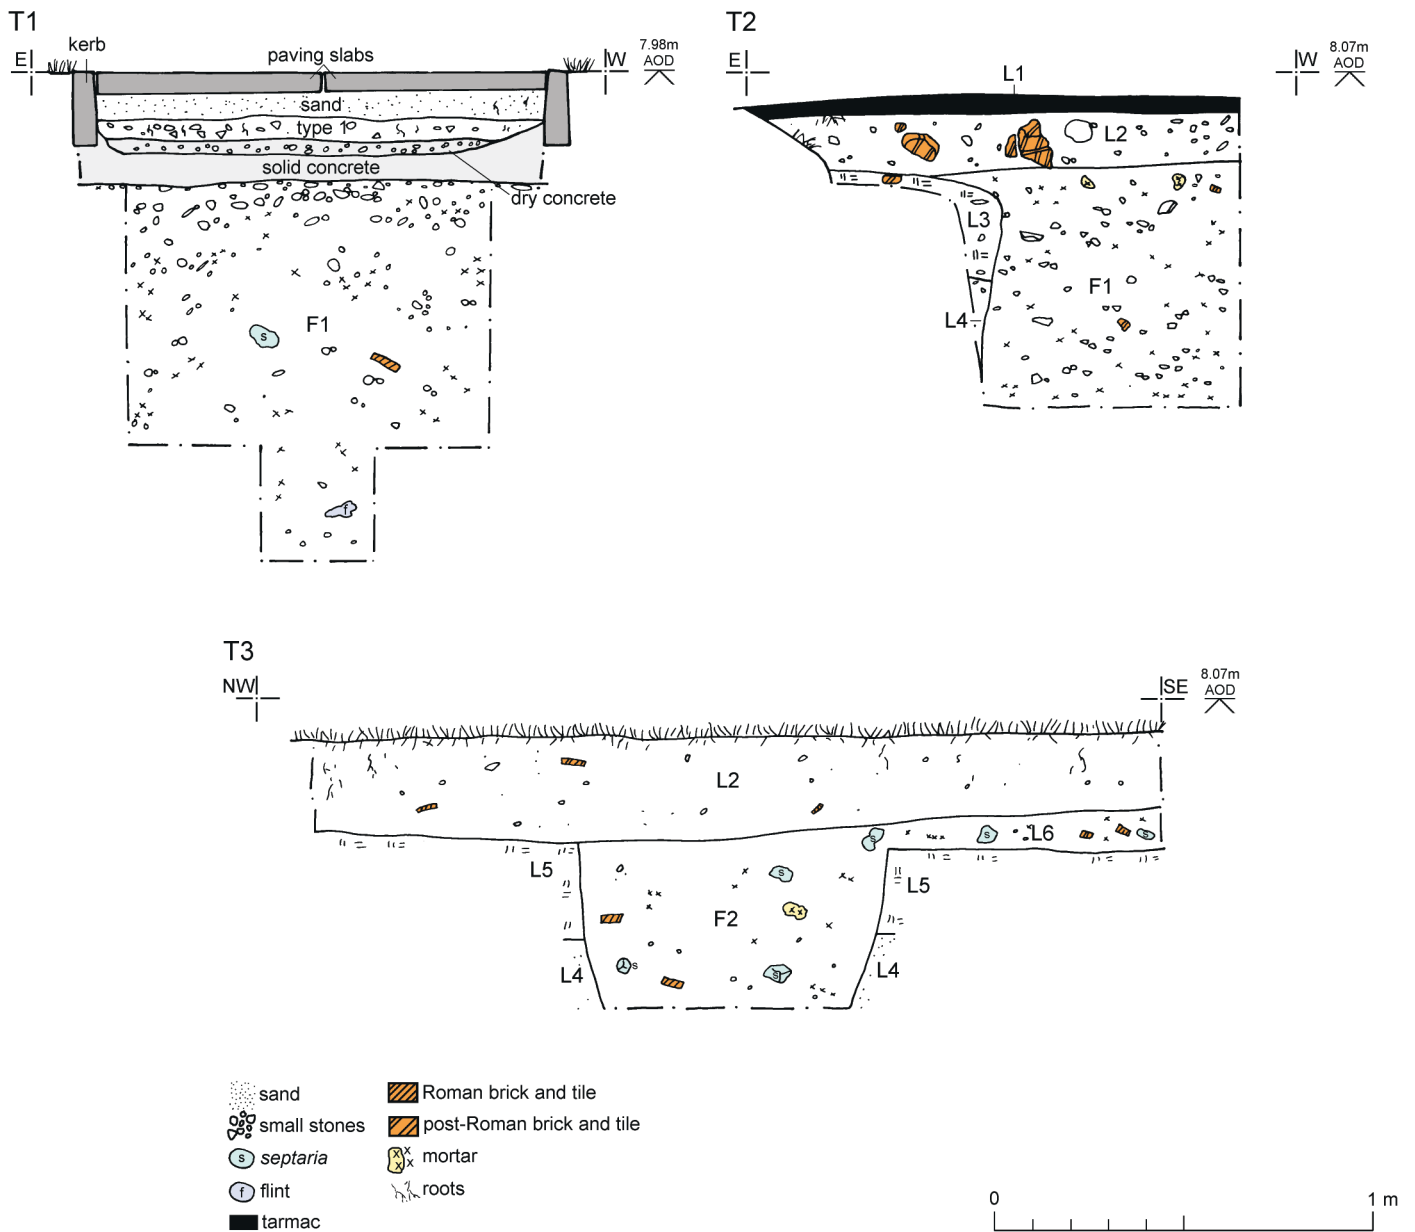 T1
E
kerb
paving slabs
W
7.98m
AOD
sand
type 1
solid concrete
dry concrete
F1
s
f
T2
E
L1
W
8.07m
AOD
L2
L3
F1
L4
T3
NW
SE
8.07m
AOD
L2
L6
s
s
s
L5
L5
s
F2
s
s
L4
L4
sand
small stones
s septaria
f flint
tarmac
Roman brick and tile
post-Roman brick and tile
mortar
roots
0
1 m